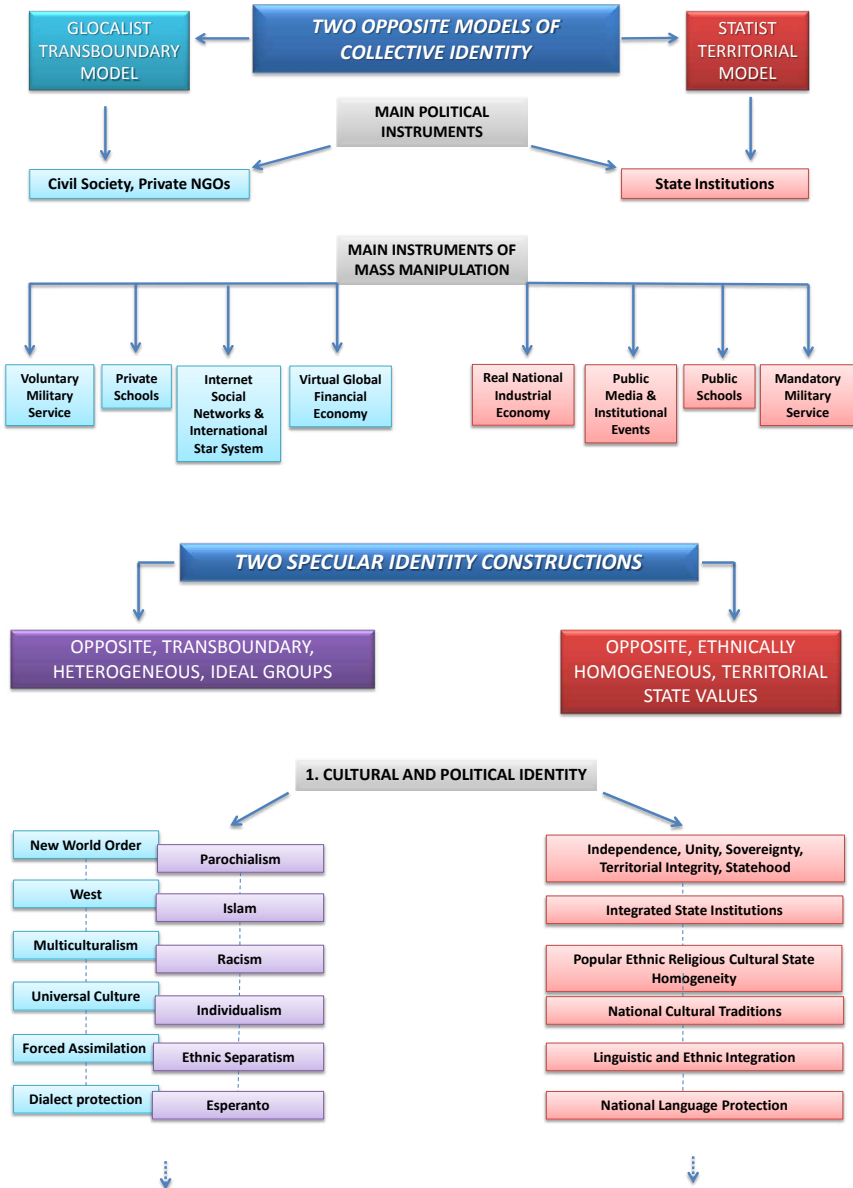 GLOCALIST
TRANSBOUNDARY
MODEL
TWO OPPOSITE MODELS OF
COLLECTIVE IDENTITY
STATIST
TERRITORIAL
MODEL
MAIN POLITICAL
INSTRUMENTS
Civil Society, Private NGOs
State Institutions
MAIN INSTRUMENTS OF
MASS MANIPULATION
Voluntary
Military
Service
Private
Schools
Internet
Social
Networks &
International
Star System
Virtual Global
Financial
Economy
Real National
Industrial
Economy
Public
Media &
Institutional
Events
Public
Schools
Mandatory
Military
Service
TWO SPECULAR IDENTITY CONSTRUCTIONS
OPPOSITE, TRANSBOUNDARY,
HETEROGENEOUS, IDEAL GROUPS
OPPOSITE, ETHNICALLY
HOMOGENEOUS, TERRITORIAL
STATE VALUES
1. CULTURAL AND POLITICAL IDENTITY
New World Order
Parochialism
West
Islam
Multiculturalism
Racism
Universal Culture
Individualism
Forced Assimilation
Ethnic Separatism
Dialect protection
Esperanto
Independence, Unity, Sovereignty,
Territorial Integrity, Statehood
Integrated State Institutions
Popular Ethnic Religious Cultural State
Homogeneity
National Cultural Traditions
Linguistic and Ethnic Integration
National Language Protection